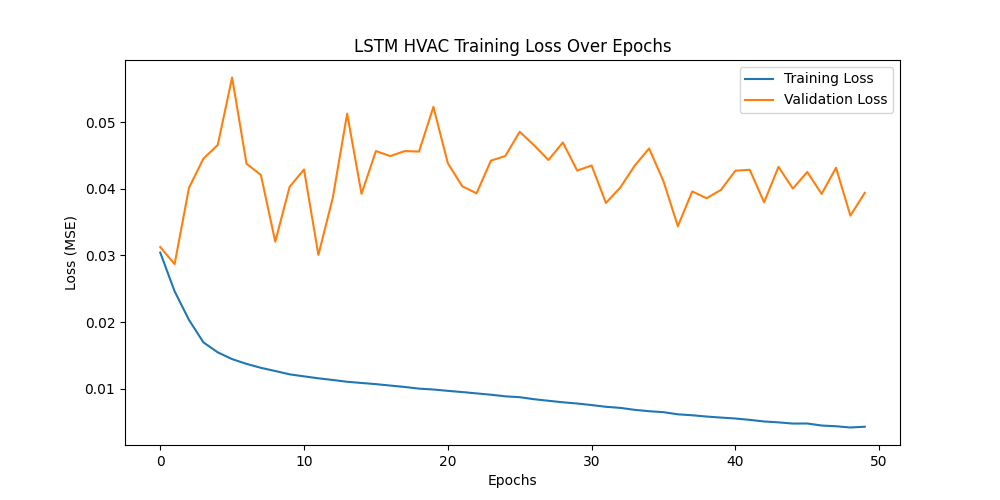 LSTM HVAC Training Loss Over Epochs
Training Loss
Validation Loss
Loss (MSE)
0.05
0.04
0.03
0.02
0.01
0 10 20 30 40 50
Epochs